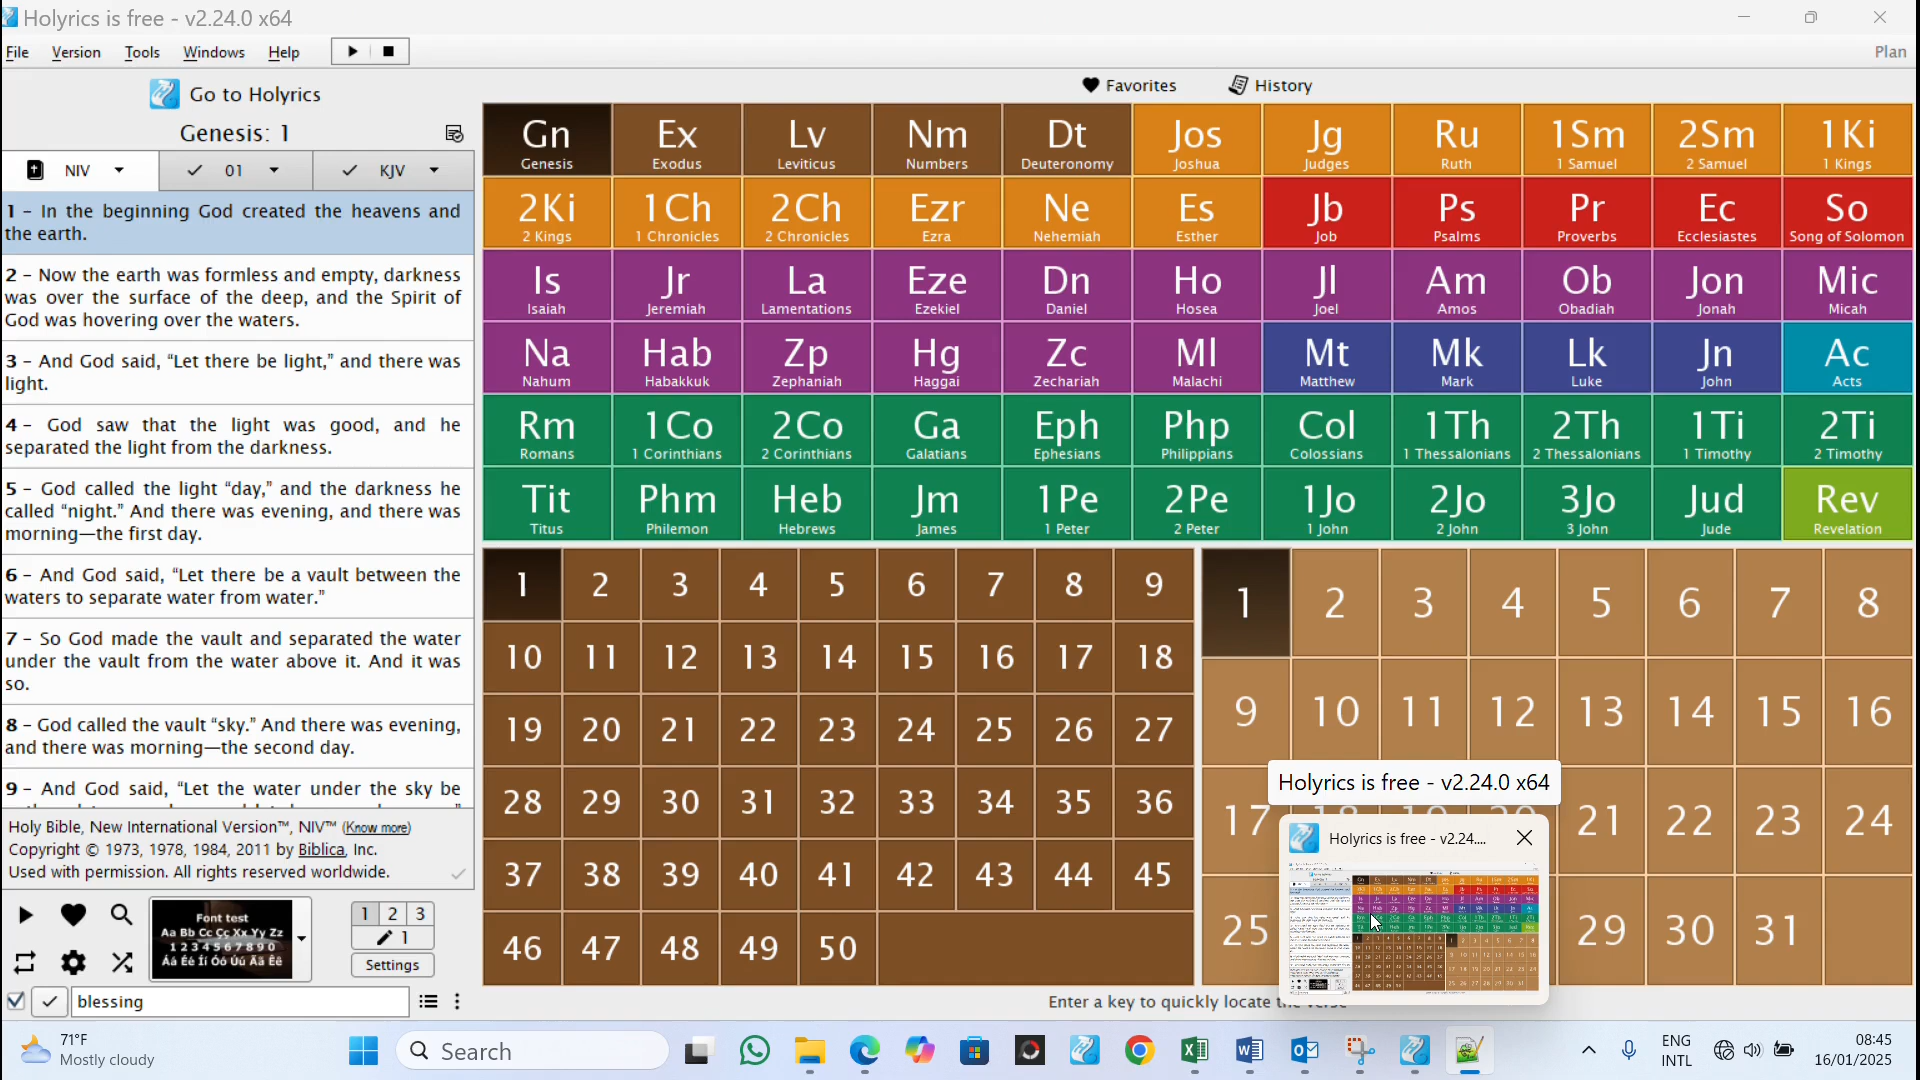 Holyrics is free - v2.24.0 x64
File Version Tools Windows Help
Plan
Go to Holyrics
Genesis: 1
NIV 01 KJV
1 - In the beginning God created the heavens and
the earth.
2 - Now the earth was formless and empty, darkness
was over the surface of the deep, and the Spirit of
God was hovering over the waters.
3 - And God said, “Let there be light,” and there was
light.
4 - God saw that the light was good, and he
separated the light from the darkness.
5 - God called the light “day,” and the darkness he
called “night.” And there was evening, and there was
morning—the first day.
6 - And God said, “Let there be a vault between the
waters to separate water from water.”
7 - So God made the vault and separated the water
under the vault from the water above it. And it was
so.
8 - God called the vault “sky.” And there was evening,
and there was morning—the second day.
9 - And God said, “Let the water under the sky be
Holy Bible, New International Version™, NIV™ (Know more)
Copyright © 1973, 1978, 1984, 2011 by Biblica, Inc.
Used with permission. All rights reserved worldwide.
Font test
Aa Bb Cc Çç Xx Yy Zz
1 2 3 4 5 6 7 8 9 0
Áá Éé Íí Óó Úú Ãã Êê
1 2 3
1
Settings
blessing
Favorites History
Gn Ex Lv Nm Dt Jos Jg Ru 1Sm 2Sm 1Ki
Genesis Exodus Leviticus Numbers Deuteronomy Joshua Judges Ruth 1 Samuel 2 Samuel 1 Kings
2Ki 1Ch 2Ch Ezr Ne Es Jb Ps Pr Ec So
2 Kings 1 Chronicles 2 Chronicles Ezra Nehemiah Esther Job Psalms Proverbs Ecclesiastes Song of Solomon
Is Jr La Eze Dn Ho Jl Am Ob Jon Mic
Isaiah Jeremiah Lamentations Ezekiel Daniel Hosea Joel Amos Obadiah Jonah Micah
Na Hab Zp Hg Zc Ml Mt Mk Lk Jn Ac
Nahum Habakkuk Zephaniah Haggai Zechariah Malachi Matthew Mark Luke John Acts
Rm 1Co 2Co Ga Eph Php Col 1Th 2Th 1Ti 2Ti
Romans 1 Corinthians 2 Corinthians Galatians Ephesians Philippians Colossians 1 Thessalonians 2 Thessalonians 1 Timothy 2 Timothy
Tit Phm Heb Jm 1Pe 2Pe 1Jo 2Jo 3Jo Jud Rev
Titus Philemon Hebrews James 1 Peter 2 Peter 1 John 2 John 3 John Jude Revelation
1 2 3 4 5 6 7 8 9
10 11 12 13 14 15 16 17 18
19 20 21 22 23 24 25 26 27
28 29 30 31 32 33 34 35 36
37 38 39 40 41 42 43 44 45
46 47 48 49 50
1 2 3 4 5 6 7 8
9 10 11 12 13 14 15 16
17 21 22 23 24
25 29 30 31
Holyrics is free - v2.24.0 x64
Holyrics is free - v2.24....
Enter a key to quickly locate the verse
71°F
Mostly cloudy
Search
ENG
INTL
08:45
16/01/2025